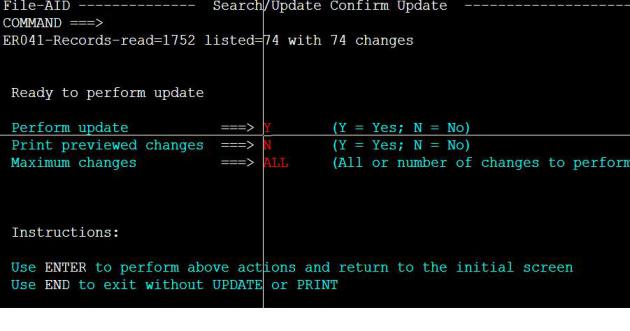 File-AID -------------- Search/Update Confirm Update --------------------
COMMAND ===>
ER041-Records-read=1752 listed=74 with 74 changes
Ready to perform update
Perform update ===> Y (Y = Yes; N = No)
Print previewed changes ===> N (Y = Yes; N = No)
Maximum changes ===> ALL (All or number of changes to perform
Instructions:
Use ENTER to perform above actions and return to the initial screen
Use END to exit without UPDATE or PRINT